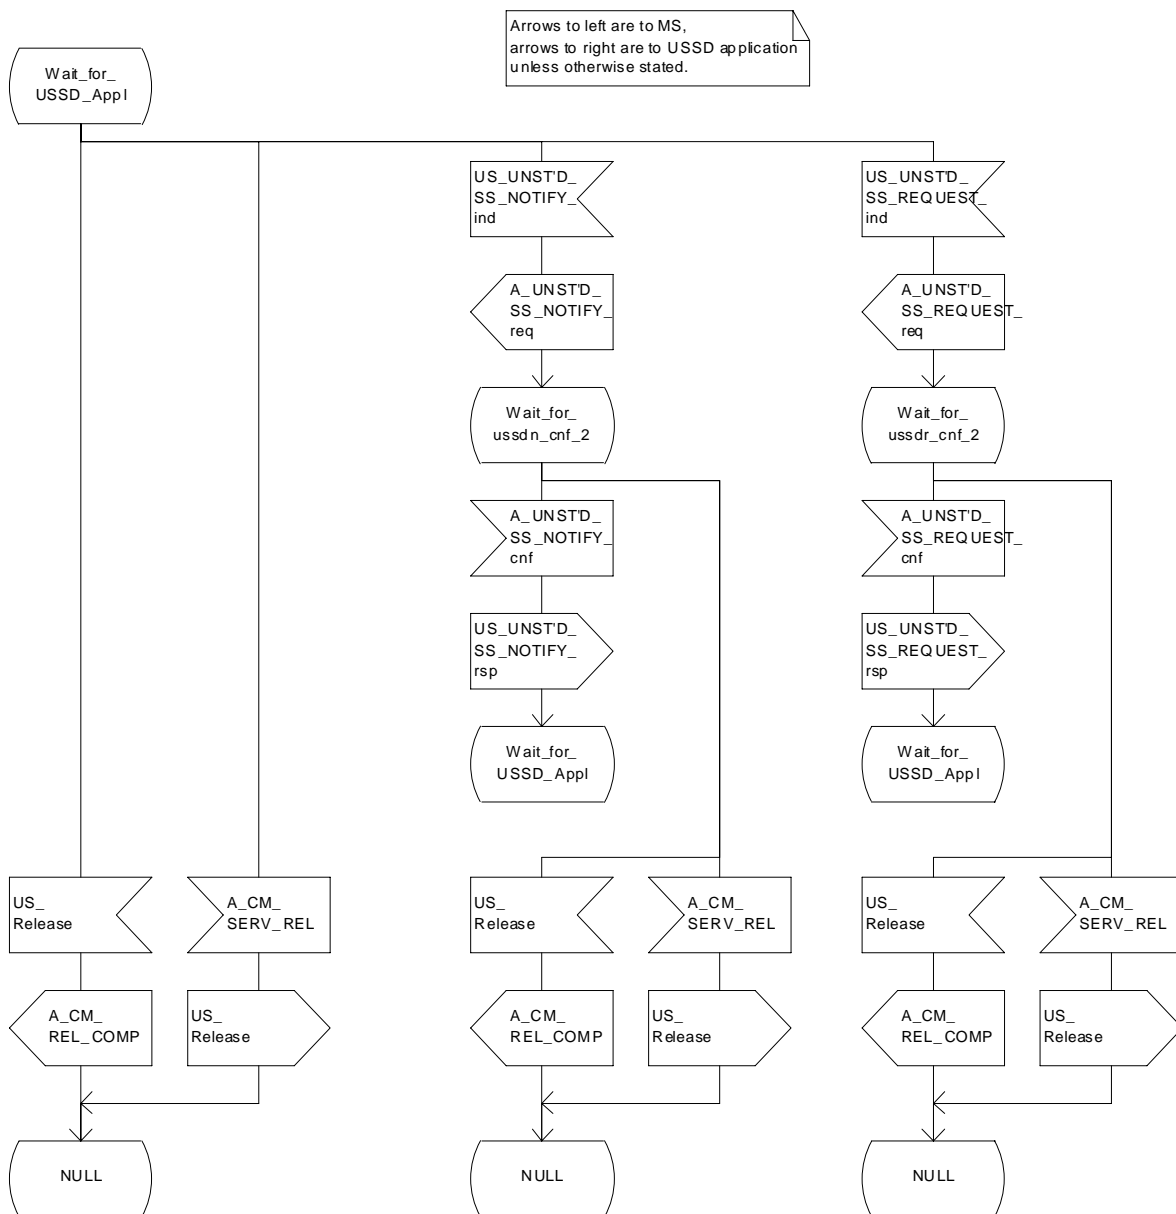 Arrows to left are to MS,
arrows to right are to USSD application
unless otherwise stated.
Wait_for_
USSD_Appl
US_UNST'D_
SS_NOTIFY_
ind
US_UNST'D_
SS_REQUEST_
ind
A_UNST'D_
SS_NOTIFY_
req
A_UNST'D_
SS_REQUEST_
req
Wait_for_
ussdn_cnf_2
Wait_for_
ussdr_cnf_2
A_UNST'D_
SS_NOTIFY_
cnf
A_UNST'D_
SS_REQUEST_
cnf
US_UNST'D_
SS_NOTIFY_
rsp
US_UNST'D_
SS_REQUEST_
rsp
Wait_for_
USSD_Appl
Wait_for_
USSD_Appl
US_
Release
A_CM_
SERV_REL
US_
Release
A_CM_
SERV_REL
US_
Release
A_CM_
SERV_REL
A_CM_
REL_COMP
US_
Release
A_CM_
REL_COMP
US_
Release
A_CM_
REL_COMP
US_
Release
NULL
NULL
NULL